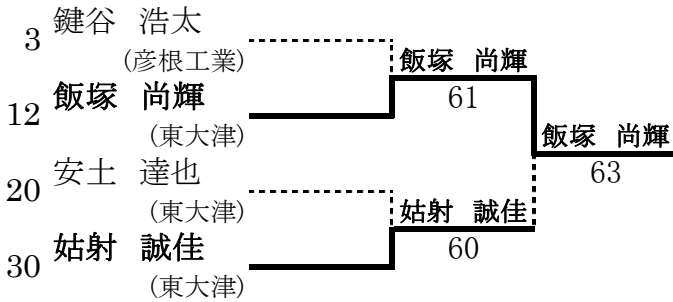 3 鍵谷 浩太
(彦根工業)
飯塚 尚輝
12 飯塚 尚輝
61
(東大津)
飯塚 尚輝
20 安土 達也
63
(東大津)
姑射 誠佳
30 姑射 誠佳
60
(東大津)